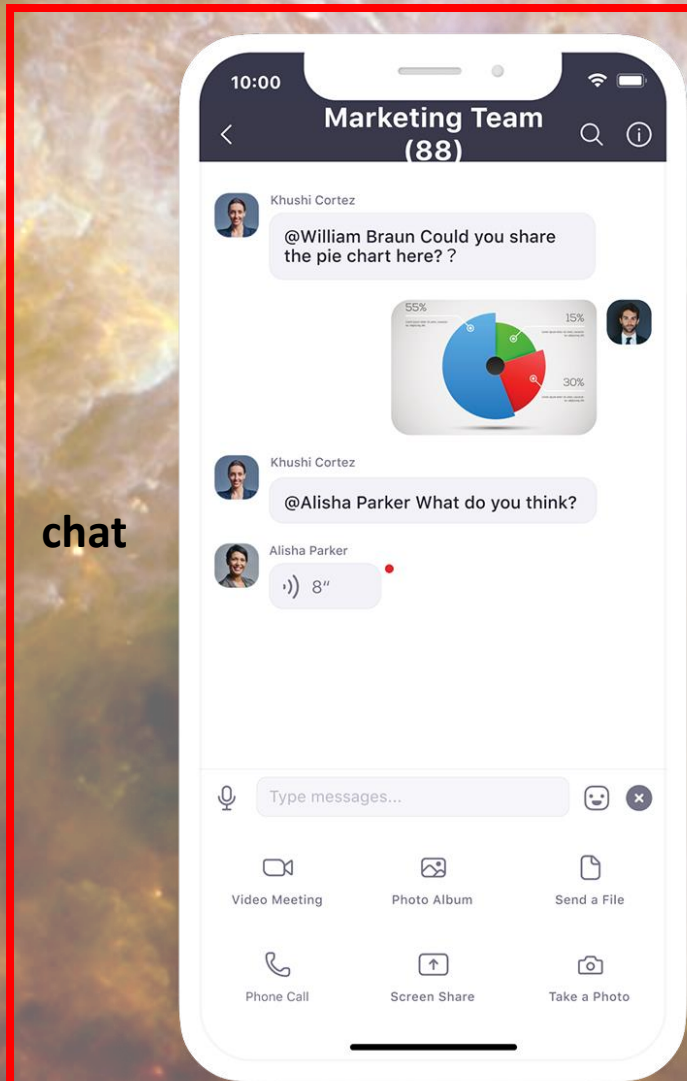 10:00
Marketing Team
(88)
Khushi Cortez
@William Braun Could you share
the pie chart here? ?
55%
15%
30%
Khushi Cortez
@Alisha Parker What do you think?
chat
Alisha Parker
8"
Type messages...
Video Meeting
Photo Album
Send a File
Phone Call
Screen Share
Take a Photo